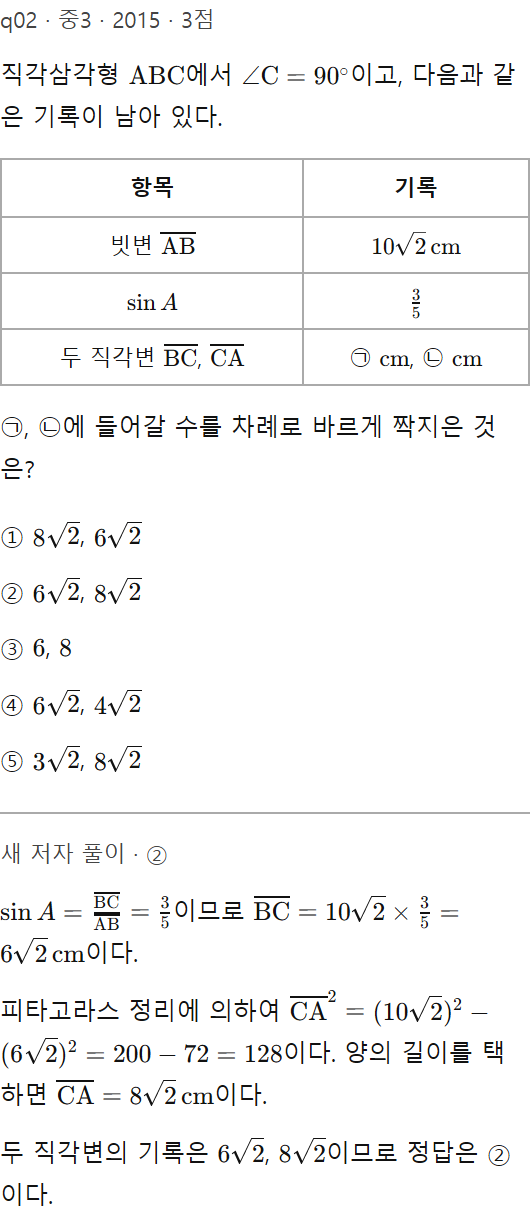 q02 · 중3 · 2015 · 3점
직각삼각형 ABC에서 ∠C = 90°이고, 다음과 같
은 기록이 남아 있다.
항목 기록
빗변 A̅B̅ 10√2 cm
sin A 3/5
두 직각변 B̅C̅, C̅A̅ ㉠ cm, ㉡ cm
㉠, ㉡에 들어갈 수를 차례로 바르게 짝지은 것
은?
① 8√2, 6√2
② 6√2, 8√2
③ 6, 8
④ 6√2, 4√2
⑤ 3√2, 8√2
새 저자 풀이 · ②
sin A = B̅C̅/A̅B̅ = 3/5이므로 B̅C̅ = 10√2 × 3/5 =
6√2 cm이다.
피타고라스 정리에 의하여 C̅A̅² = (10√2)² −
(6√2)² = 200 − 72 = 128이다. 양의 길이를 택
하면 C̅A̅ = 8√2 cm이다.
두 직각변의 기록은 6√2, 8√2이므로 정답은 ②
이다.